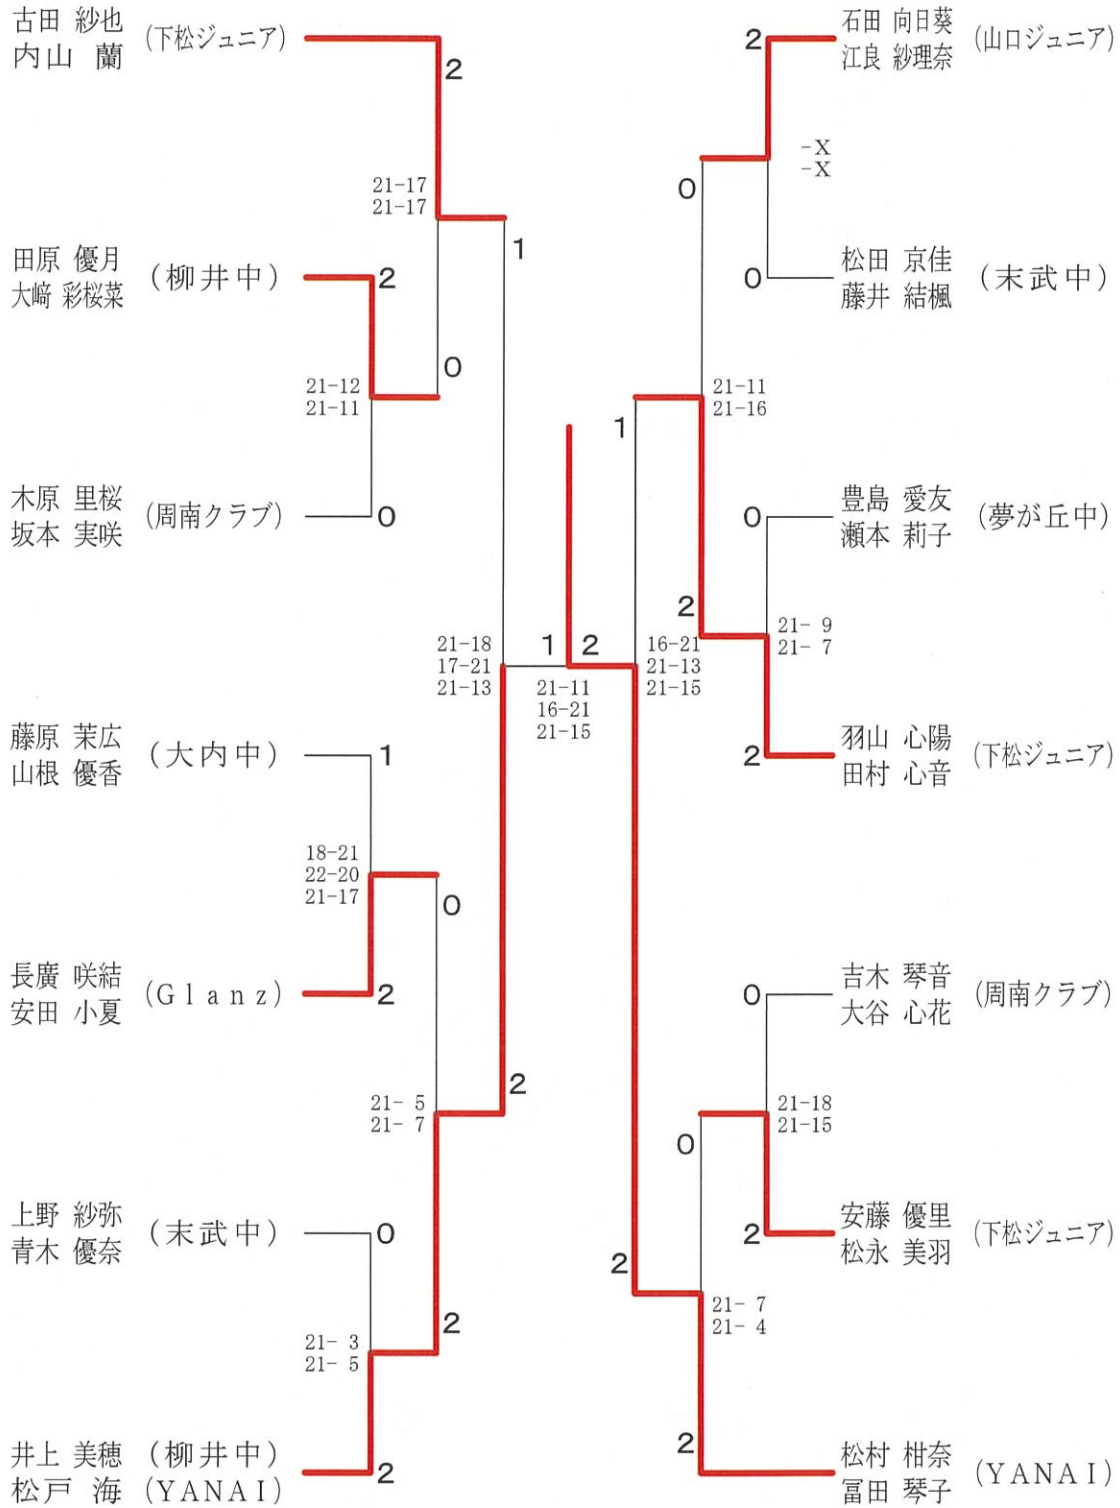 古田 紗也
内山 蘭
(下松ジュニア)
2
21-17
21-17
1
田原 優月
大﨑 彩桜菜
(柳井中)
2
0
21-12
21-11
木原 里桜
坂本 実咲
(周南クラブ)
0
21-18
17-21
21-13
1
2
21-11
16-21
21-15
藤原 茉広
山根 優香
(大内中)
1
18-21
22-20
21-17
0
長廣 咲結
安田 小夏
(Glanz)
2
2
21- 5
21- 7
上野 紗弥
青木 優奈
(末武中)
0
2
21- 3
21- 5
井上 美穂 (柳井中)
松戸 海 (YANAI)
2
石田 向日葵
江良 紗理奈
(山口ジュニア)
2
-X
-X
0
松田 京佳
藤井 結楓
(末武中)
0
21-11
21-16
1
豊島 愛友
瀬本 莉子
(夢が丘中)
0
2
21- 9
21- 7
16-21
21-13
21-15
羽山 心陽
田村 心音
(下松ジュニア)
2
吉木 琴音
大谷 心花
(周南クラブ)
0
21-18
21-15
0
安藤 優里
松永 美羽
(下松ジュニア)
2
2
21- 7
21- 4
2
松村 柑奈
冨田 琴子
(YANAI)